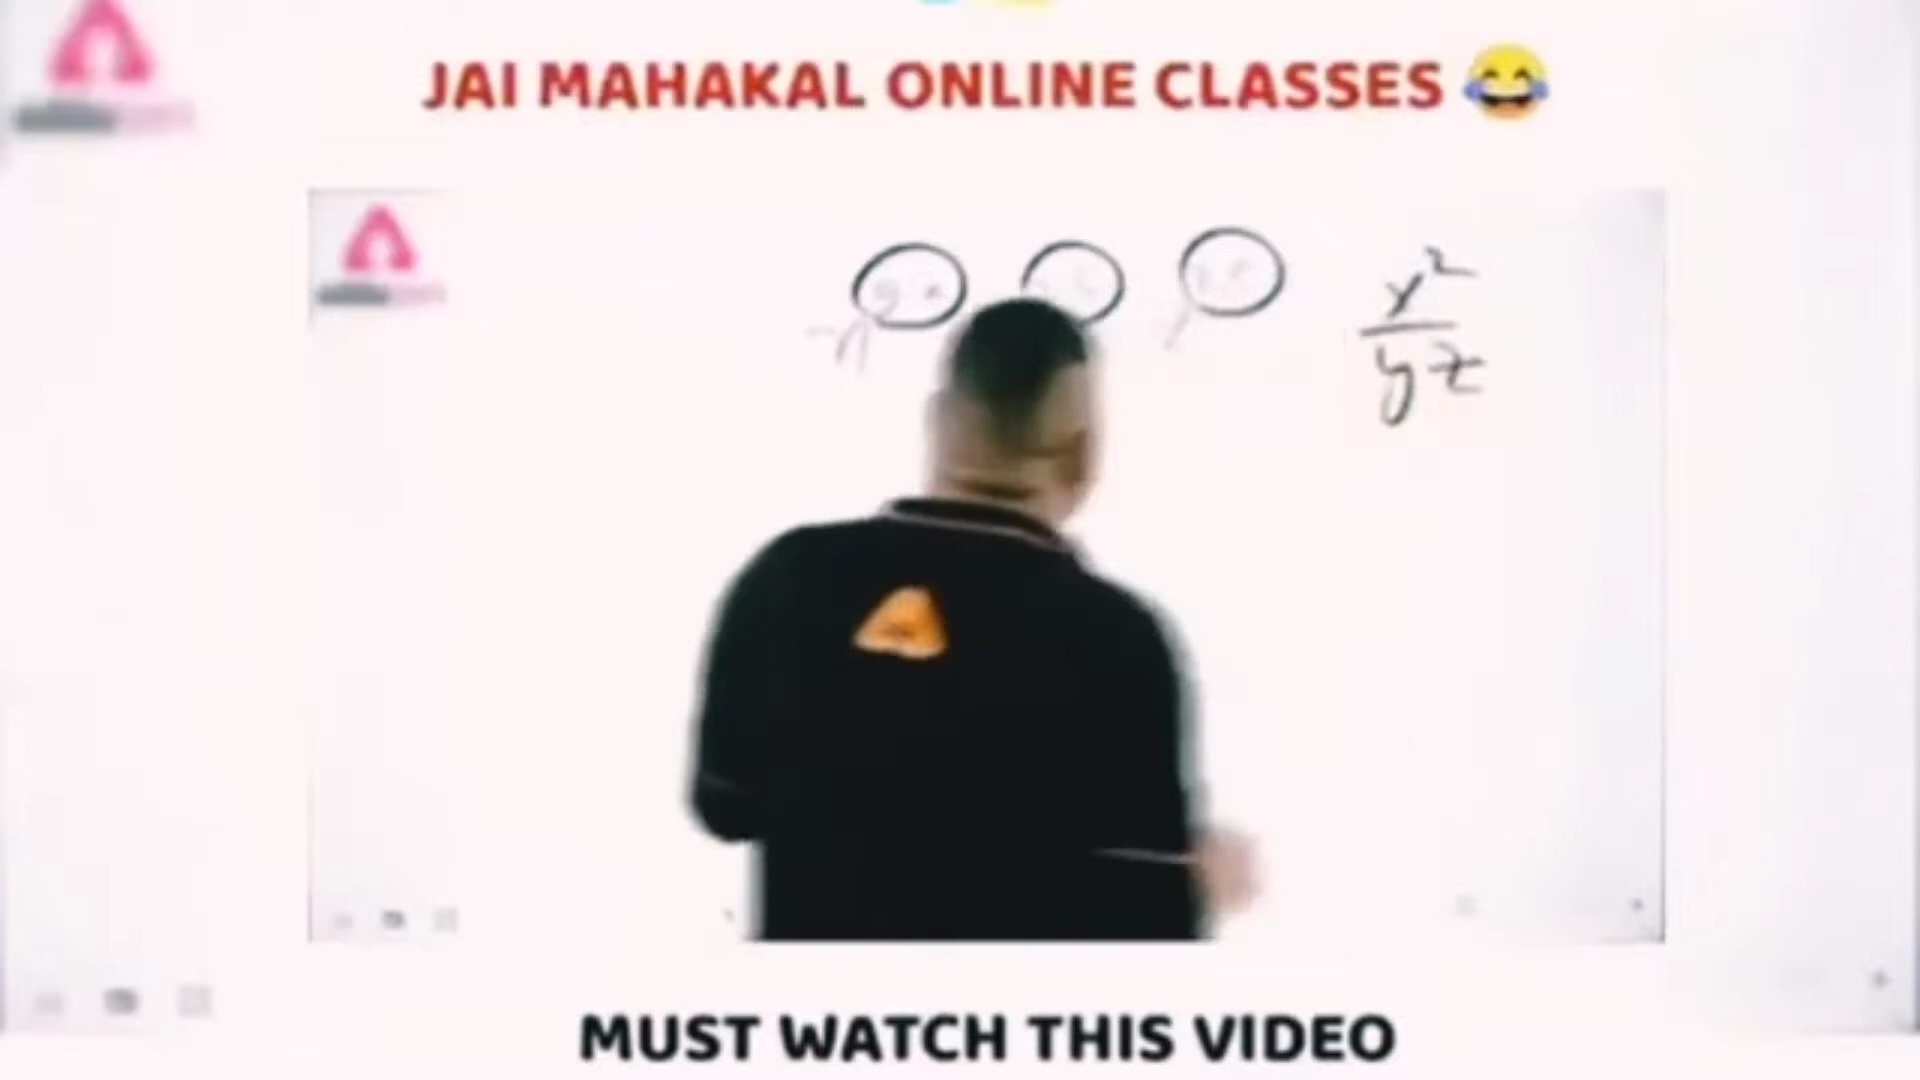 JAI MAHAKAL ONLINE CLASSES 😂
x²
yz
MUST WATCH THIS VIDEO